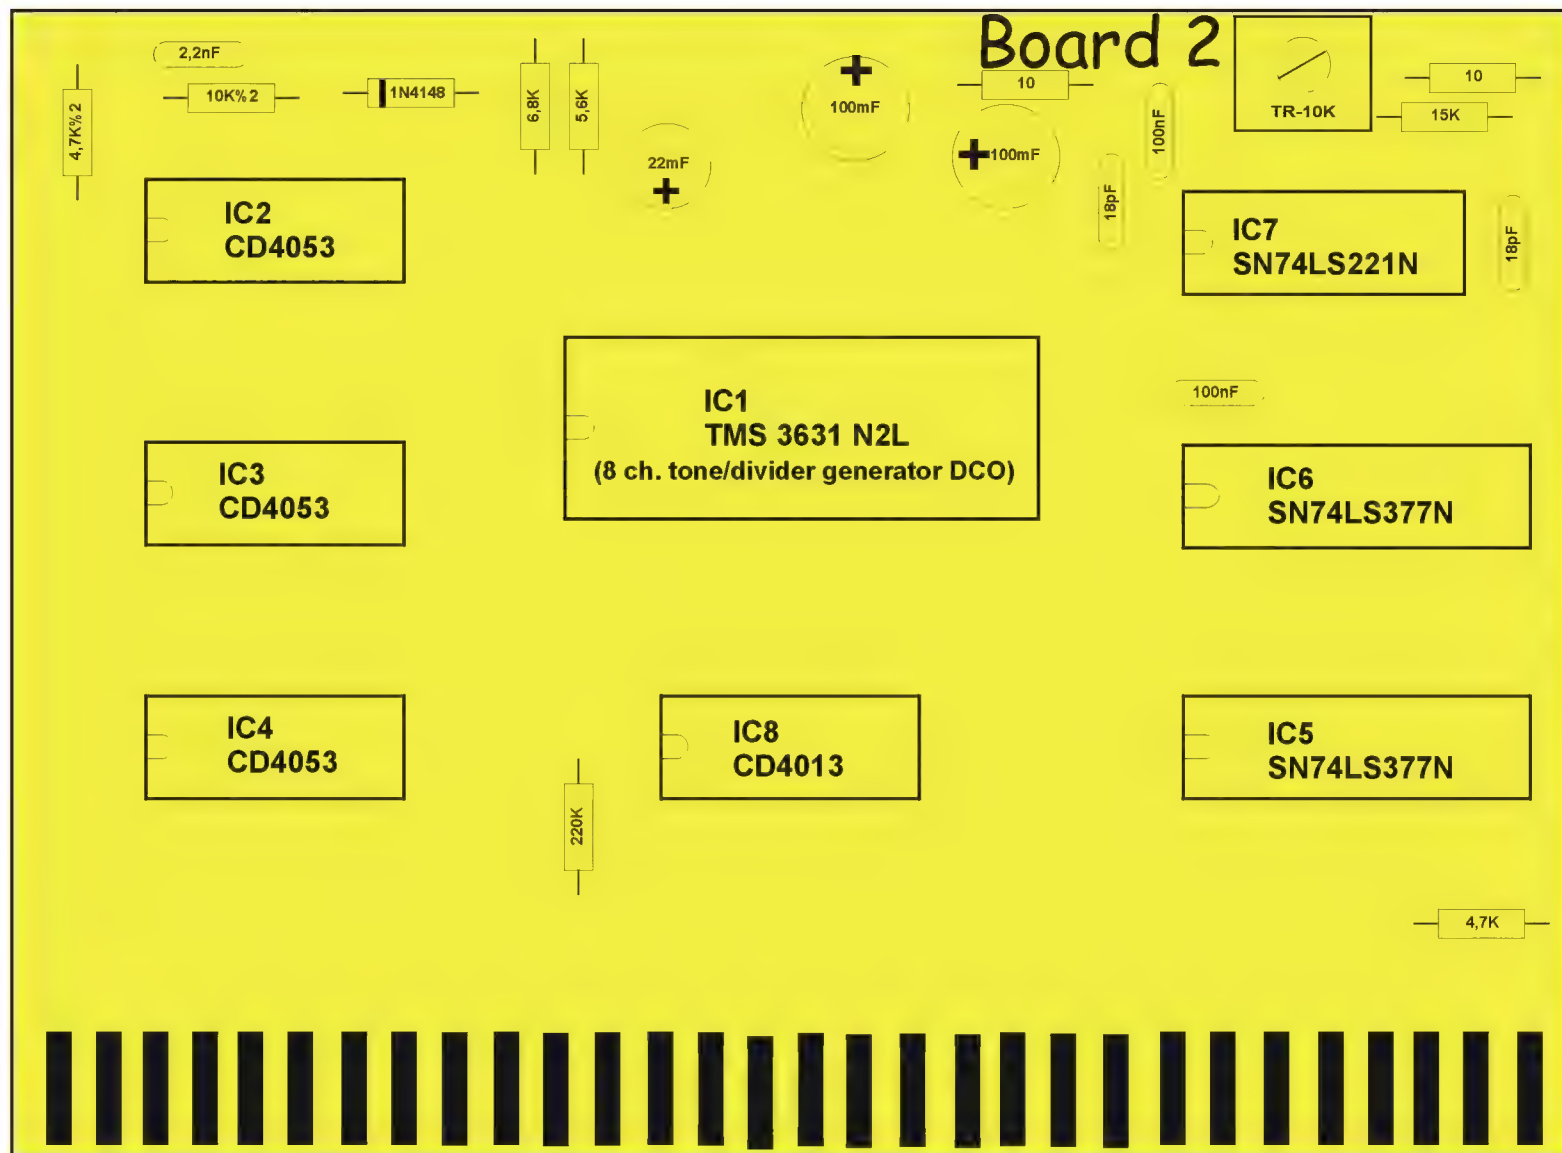 Board 2
2,2nF
10K%2
1N4148
4,7K%2
6,8K
5,6K
22mF
100mF
10
100mF
100nF
18pF
TR-10K
10
15K
18pF
IC2
CD4053
IC7
SN74LS221N
IC1
TMS 3631 N2L
(8 ch. tone/divider generator DCO)
100nF
IC3
CD4053
IC6
SN74LS377N
IC4
CD4053
IC8
CD4013
IC5
SN74LS377N
220K
4,7K